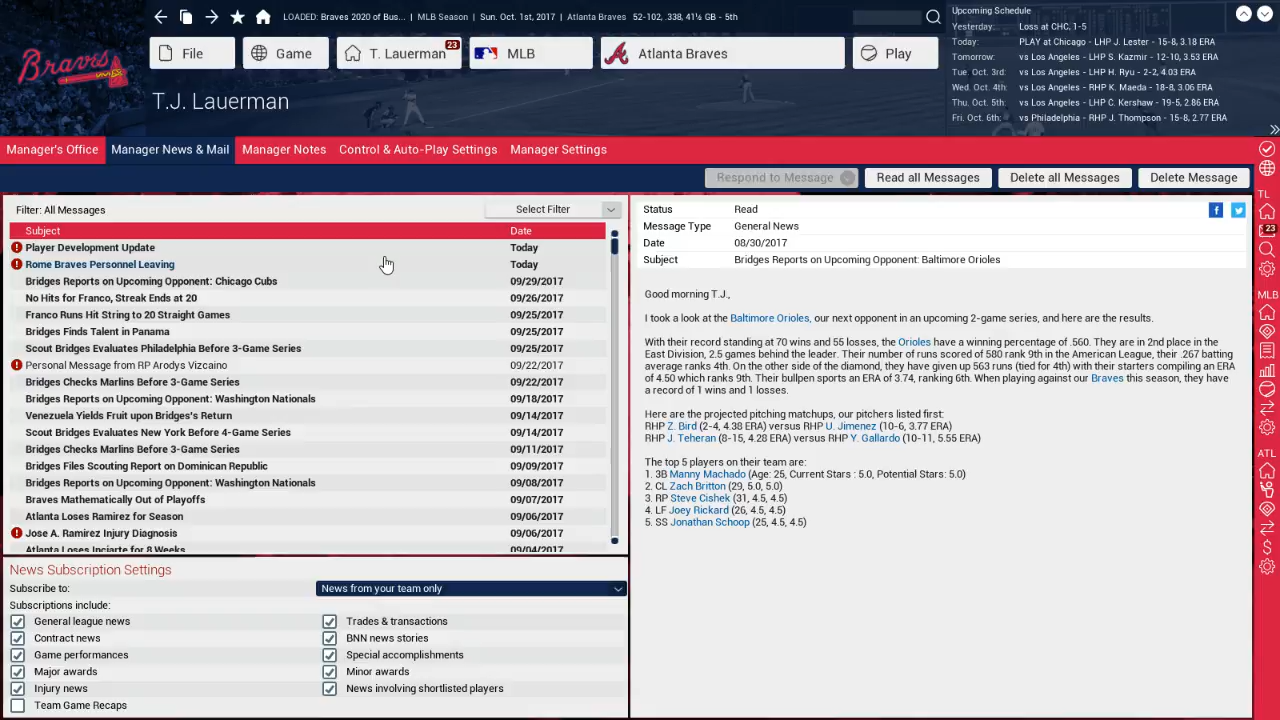 LOADED: Braves 2020 of Bus... | MLB Season | Sun. Oct. 1st, 2017 | Atlanta Braves 52-102, .338, 41½ GB - 5th
Braves
File
Game
T. Lauerman 23
MLB
Atlanta Braves
Play
T.J. Lauerman
Upcoming Schedule
Yesterday: Loss at CHC, 1-5
Today: PLAY at Chicago - LHP J. Lester - 15-8, 3.18 ERA
Tomorrow: vs Los Angeles - LHP S. Kazmir - 12-10, 3.53 ERA
Tue. Oct. 3rd: vs Los Angeles - LHP H. Ryu - 2-2, 4.03 ERA
Wed. Oct. 4th: vs Los Angeles - RHP K. Maeda - 18-8, 3.06 ERA
Thu. Oct. 5th: vs Los Angeles - LHP C. Kershaw - 19-5, 2.86 ERA
Fri. Oct. 6th: vs Philadelphia - RHP J. Thompson - 15-8, 2.77 ERA
Manager's Office
Manager News & Mail
Manager Notes
Control & Auto-Play Settings
Manager Settings
Respond to Message
Read all Messages
Delete all Messages
Delete Message
Filter: All Messages
Select Filter
Subject Date
Player Development Update Today
Rome Braves Personnel Leaving Today
Bridges Reports on Upcoming Opponent: Chicago Cubs 09/29/2017
No Hits for Franco, Streak Ends at 20 09/26/2017
Franco Runs Hit String to 20 Straight Games 09/25/2017
Bridges Finds Talent in Panama 09/25/2017
Scout Bridges Evaluates Philadelphia Before 3-Game Series 09/25/2017
Personal Message from RP Arodys Vizcaino 09/22/2017
Bridges Checks Marlins Before 3-Game Series 09/22/2017
Bridges Reports on Upcoming Opponent: Washington Nationals 09/18/2017
Venezuela Yields Fruit upon Bridges's Return 09/14/2017
Scout Bridges Evaluates New York Before 4-Game Series 09/14/2017
Bridges Checks Marlins Before 3-Game Series 09/11/2017
Bridges Files Scouting Report on Dominican Republic 09/09/2017
Bridges Reports on Upcoming Opponent: Washington Nationals 09/08/2017
Braves Mathematically Out of Playoffs 09/07/2017
Atlanta Loses Ramirez for Season 09/06/2017
Jose A. Ramirez Injury Diagnosis 09/06/2017
Atlanta Loses Inciarte for 8 Weeks 09/04/2017
News Subscription Settings
Subscribe to: News from your team only
Subscriptions include:
General league news Trades & transactions
Contract news BNN news stories
Game performances Special accomplishments
Major awards Minor awards
Injury news News involving shortlisted players
Team Game Recaps
Status Read
Message Type General News
Date 08/30/2017
Subject Bridges Reports on Upcoming Opponent: Baltimore Orioles
Good morning T.J.,
I took a look at the Baltimore Orioles, our next opponent in an upcoming 2-game series, and here are the results.
With their record standing at 70 wins and 55 losses, the Orioles have a winning percentage of .560. They are in 2nd place in the
East Division, 2.5 games behind the leader. Their number of runs scored of 580 rank 9th in the American League, their .267 batting
average ranks 4th. On the other side of the diamond, they have given up 563 runs (tied for 4th) with their starters compiling an ERA
of 4.50 which ranks 9th. Their bullpen sports an ERA of 3.74, ranking 6th. When playing against our Braves this season, they have
a record of 1 wins and 1 losses.
Here are the projected pitching matchups, our pitchers listed first:
RHP Z. Bird (2-4, 4.38 ERA) versus RHP U. Jimenez (10-6, 3.77 ERA)
RHP J. Teheran (8-15, 4.28 ERA) versus RHP Y. Gallardo (10-11, 5.55 ERA)
The top 5 players on their team are:
1. 3B Manny Machado (Age: 25, Current Stars : 5.0, Potential Stars: 5.0)
2. CL Zach Britton (29, 5.0, 5.0)
3. RP Steve Cishek (31, 4.5, 4.5)
4. LF Joey Rickard (26, 4.5, 4.5)
5. SS Jonathan Schoop (25, 4.5, 4.5)
TL
23
MLB
ATL